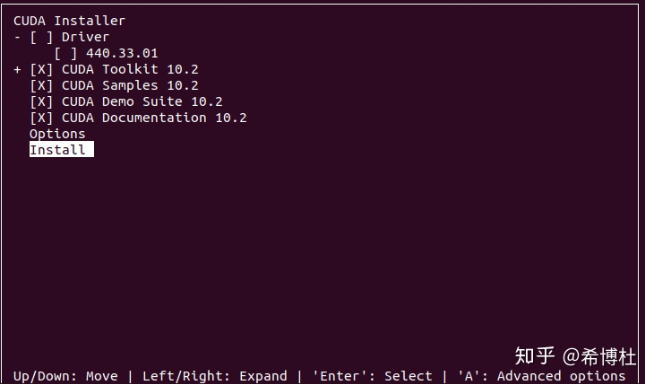 CUDA Installer
- [ ] Driver
[ ] 440.33.01
+ [X] CUDA Toolkit 10.2
[X] CUDA Samples 10.2
[X] CUDA Demo Suite 10.2
[X] CUDA Documentation 10.2
Options
Install
知乎 @希博杜
Up/Down: Move | Left/Right: Expand | 'Enter': Select | 'A': Advanced options